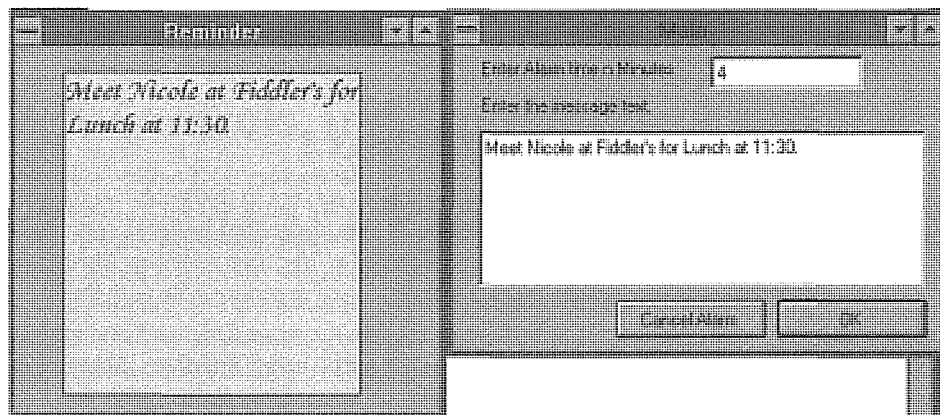 Reminder
Meet Nicole at Fiddler's for
Lunch at 11:30.
Enter Alarm time in Minutes
4
Enter the message text.
Meet Nicole at Fiddler's for Lunch at 11:30.
Cancel Alarm
OK